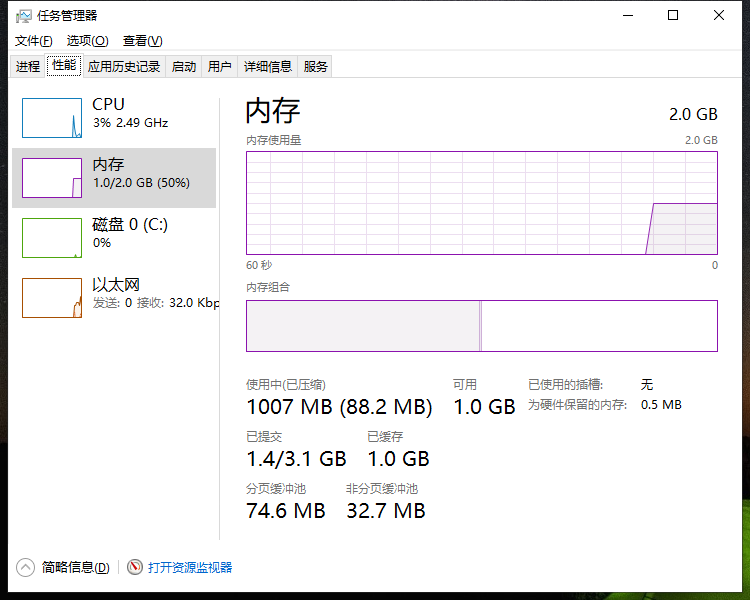 任务管理器
文件(F) 选项(O) 查看(V)
进程 性能 应用历史记录 启动 用户 详细信息 服务
CPU
3% 2.49 GHz
内存
1.0/2.0 GB (50%)
磁盘 0 (C:)
0%
以太网
发送: 0 接收: 32.0 Kbp
内存 2.0 GB
内存使用量 2.0 GB
60 秒 0
内存组合
使用中(已压缩) 可用 已使用的插槽: 无
1007 MB (88.2 MB) 1.0 GB 为硬件保留的内存: 0.5 MB
已提交 已缓存
1.4/3.1 GB 1.0 GB
分页缓冲池 非分页缓冲池
74.6 MB 32.7 MB
简略信息(D) 打开资源监视器